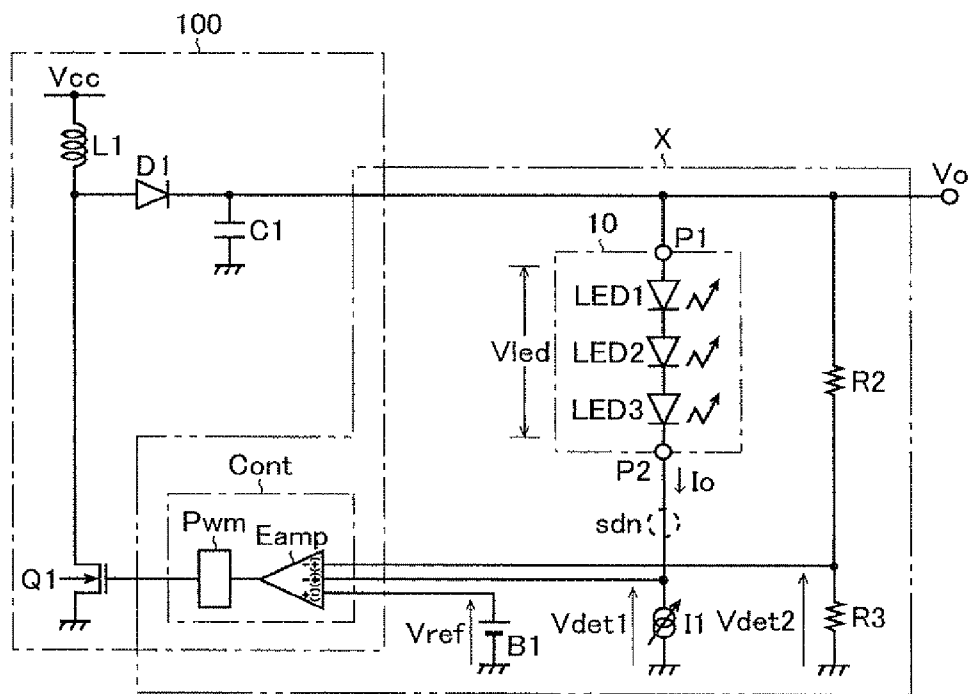 100
Vcc
L1
D1
C1
X
Vo
10
P1
LED1
LED2
LED3
Vled
R2
P2
Io
Cont
Pwm
Eamp
sdn
Q1
Vref
B1
Vdet1
I1
Vdet2
R3